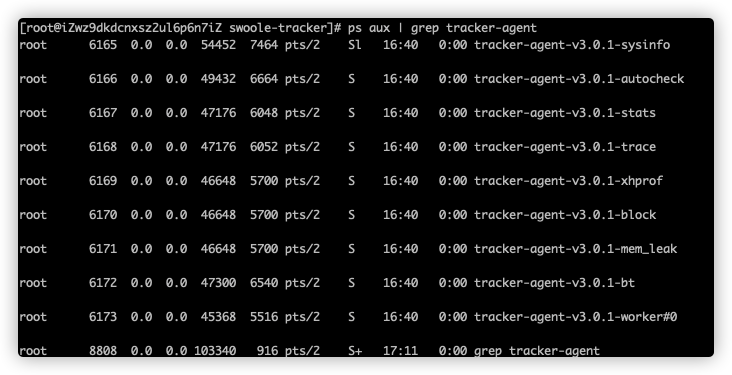 [root@iZwz9dkdcnxsz2ul6p6n7iZ swoole-tracker]# ps aux | grep tracker-agent
root 6165 0.0 0.0 54452 7464 pts/2 Sl 16:40 0:00 tracker-agent-v3.0.1-sysinfo
root 6166 0.0 0.0 49432 6664 pts/2 S 16:40 0:00 tracker-agent-v3.0.1-autocheck
root 6167 0.0 0.0 47176 6048 pts/2 S 16:40 0:00 tracker-agent-v3.0.1-stats
root 6168 0.0 0.0 47176 6052 pts/2 S 16:40 0:00 tracker-agent-v3.0.1-trace
root 6169 0.0 0.0 46648 5700 pts/2 S 16:40 0:00 tracker-agent-v3.0.1-xhprof
root 6170 0.0 0.0 46648 5700 pts/2 S 16:40 0:00 tracker-agent-v3.0.1-block
root 6171 0.0 0.0 46648 5700 pts/2 S 16:40 0:00 tracker-agent-v3.0.1-mem_leak
root 6172 0.0 0.0 47300 6540 pts/2 S 16:40 0:00 tracker-agent-v3.0.1-bt
root 6173 0.0 0.0 45368 5516 pts/2 S 16:40 0:00 tracker-agent-v3.0.1-worker#0
root 8808 0.0 0.0 103340 916 pts/2 S+ 17:11 0:00 grep tracker-agent